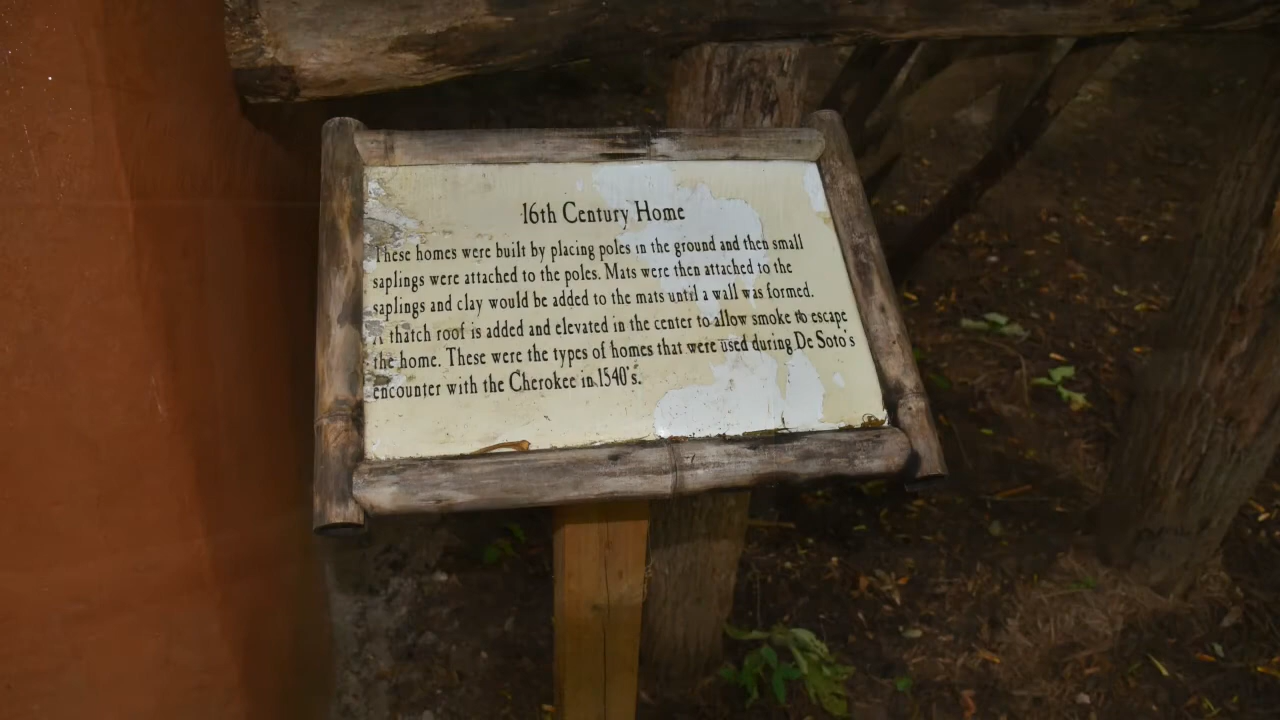 16th Century Home
These homes were built by placing poles in the ground and then small
saplings were attached to the poles. Mats were then attached to the
saplings and clay would be added to the mats until a wall was formed.
A thatch roof is added and elevated in the center to allow smoke to escape
the home. These were the types of homes that were used during De Soto's
encounter with the Cherokee in 1540's.